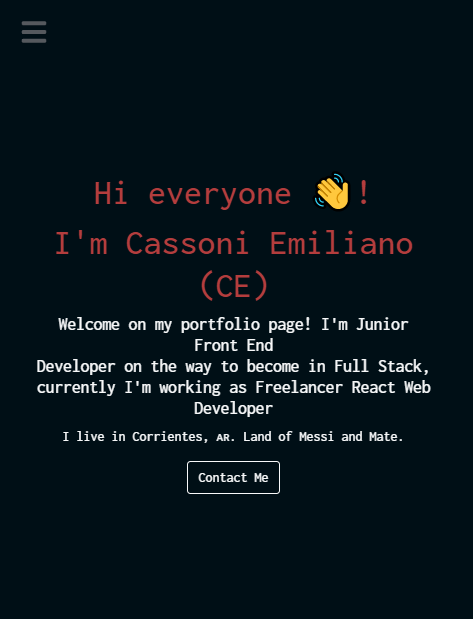 Hi everyone 👋!
I'm Cassoni Emiliano
(CE)
Welcome on my portfolio page! I'm Junior
Front End
Developer on the way to become in Full Stack,
currently I'm working as Freelancer React Web
Developer
I live in Corrientes, ᴀʀ. Land of Messi and Mate.
Contact Me